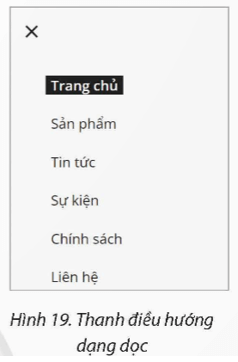 ×
Trang chủ
Sản phẩm
Tin tức
Sự kiện
Chính sách
Liên hệ
Hình 19. Thanh điều hướng
dạng dọc